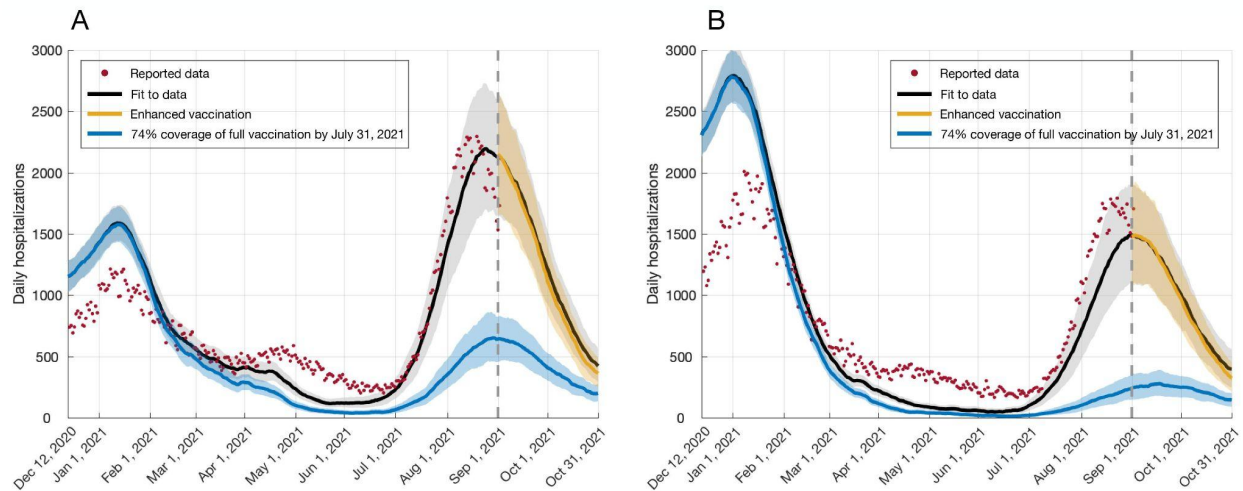 A
Daily hospitalizations
3000
2500
2000
1500
1000
500
0
Reported data
Fit to data
Enhanced vaccination
74% coverage of full vaccination by July 31, 2021
Dec 12, 2020
Jan 1, 2021
Feb 1, 2021
Mar 1, 2021
Apr 1, 2021
May 1, 2021
Jun 1, 2021
Jul 1, 2021
Aug 1, 2021
Sep 1, 2021
Oct 1, 2021
Oct 31, 2021
B
Daily hospitalizations
3000
2500
2000
1500
1000
500
0
Reported data
Fit to data
Enhanced vaccination
74% coverage of full vaccination by July 31, 2021
Dec 12, 2020
Jan 1, 2021
Feb 1, 2021
Mar 1, 2021
Apr 1, 2021
May 1, 2021
Jun 1, 2021
Jul 1, 2021
Aug 1, 2021
Sep 1, 2021
Oct 1, 2021
Oct 31, 2021